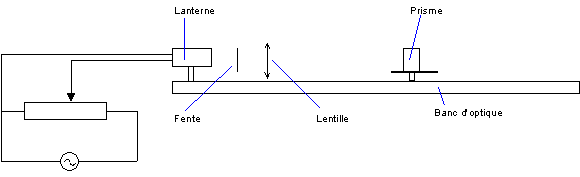 Lanterne
Prisme
Fente
Lentille
Banc d'optique